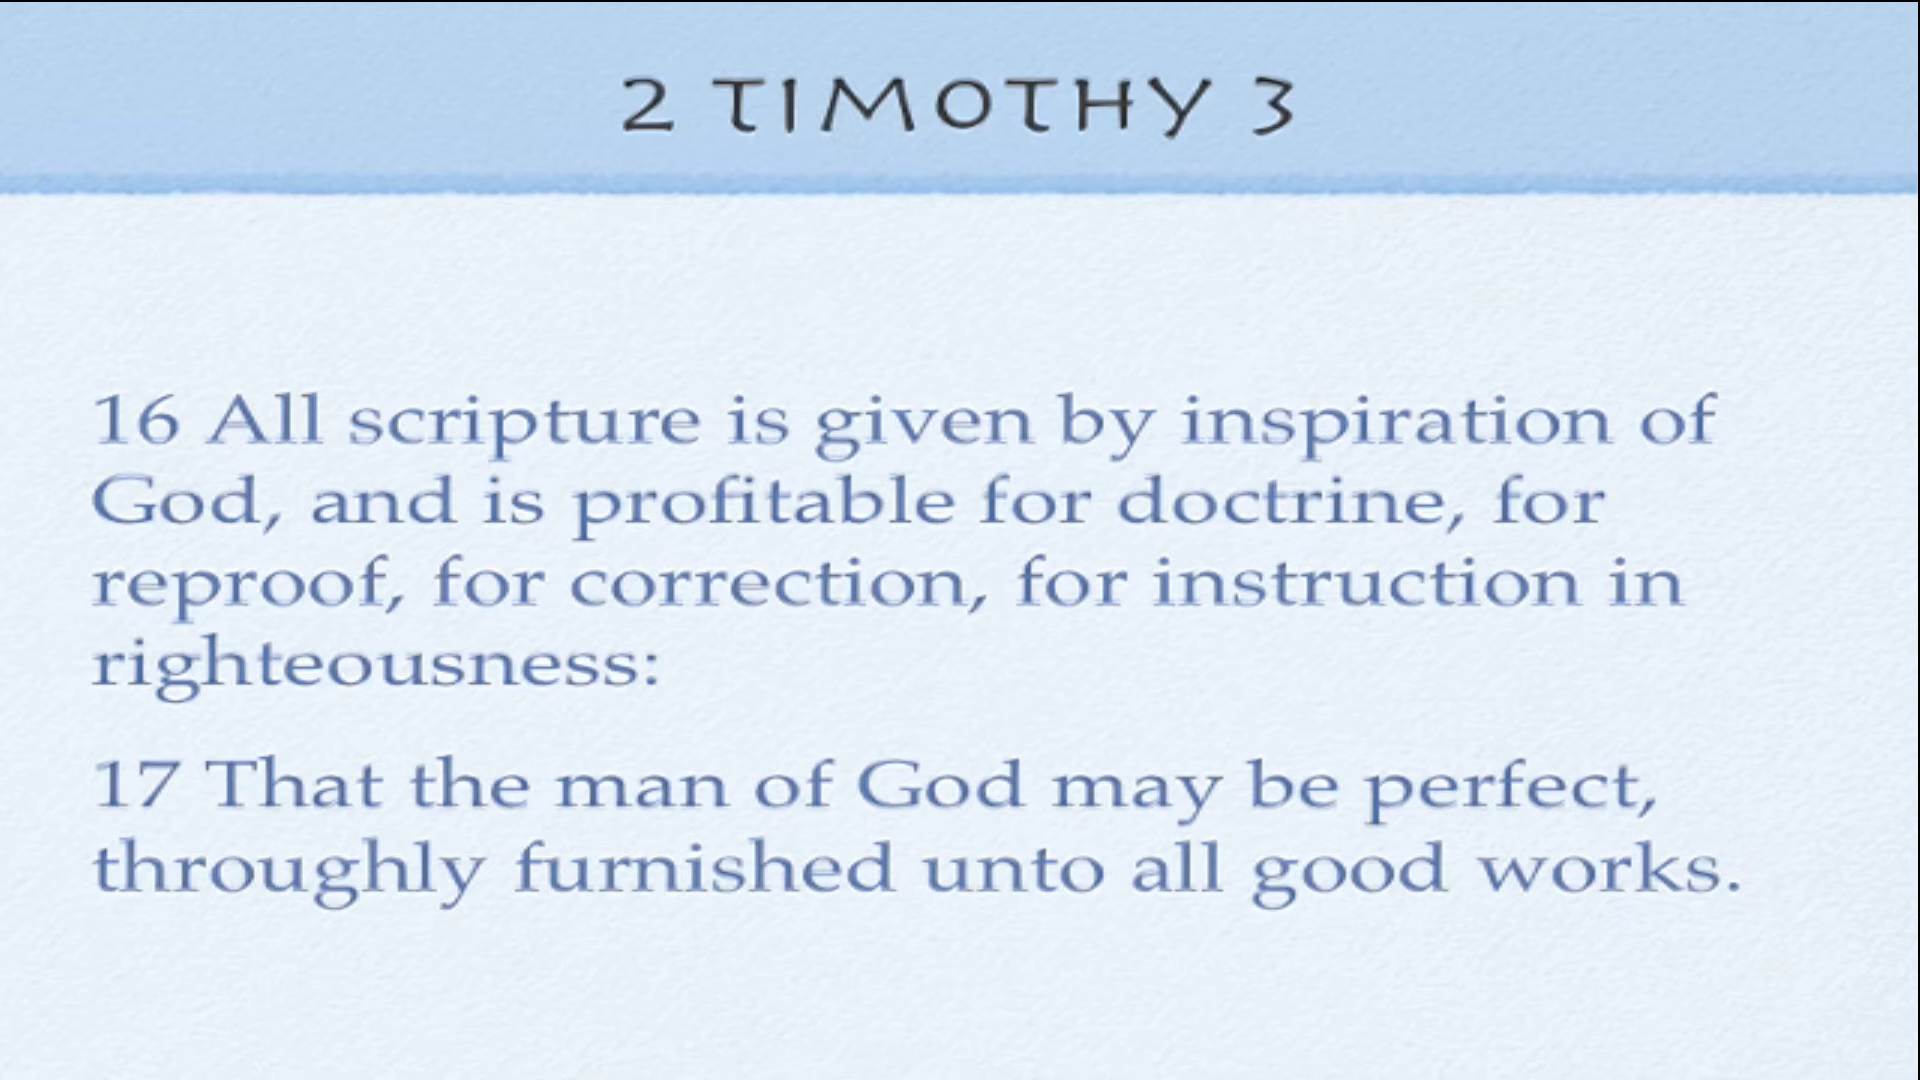 2 TIMOTHY 3
16 All scripture is given by inspiration of
God, and is profitable for doctrine, for
reproof, for correction, for instruction in
righteousness:
17 That the man of God may be perfect,
throughly furnished unto all good works.